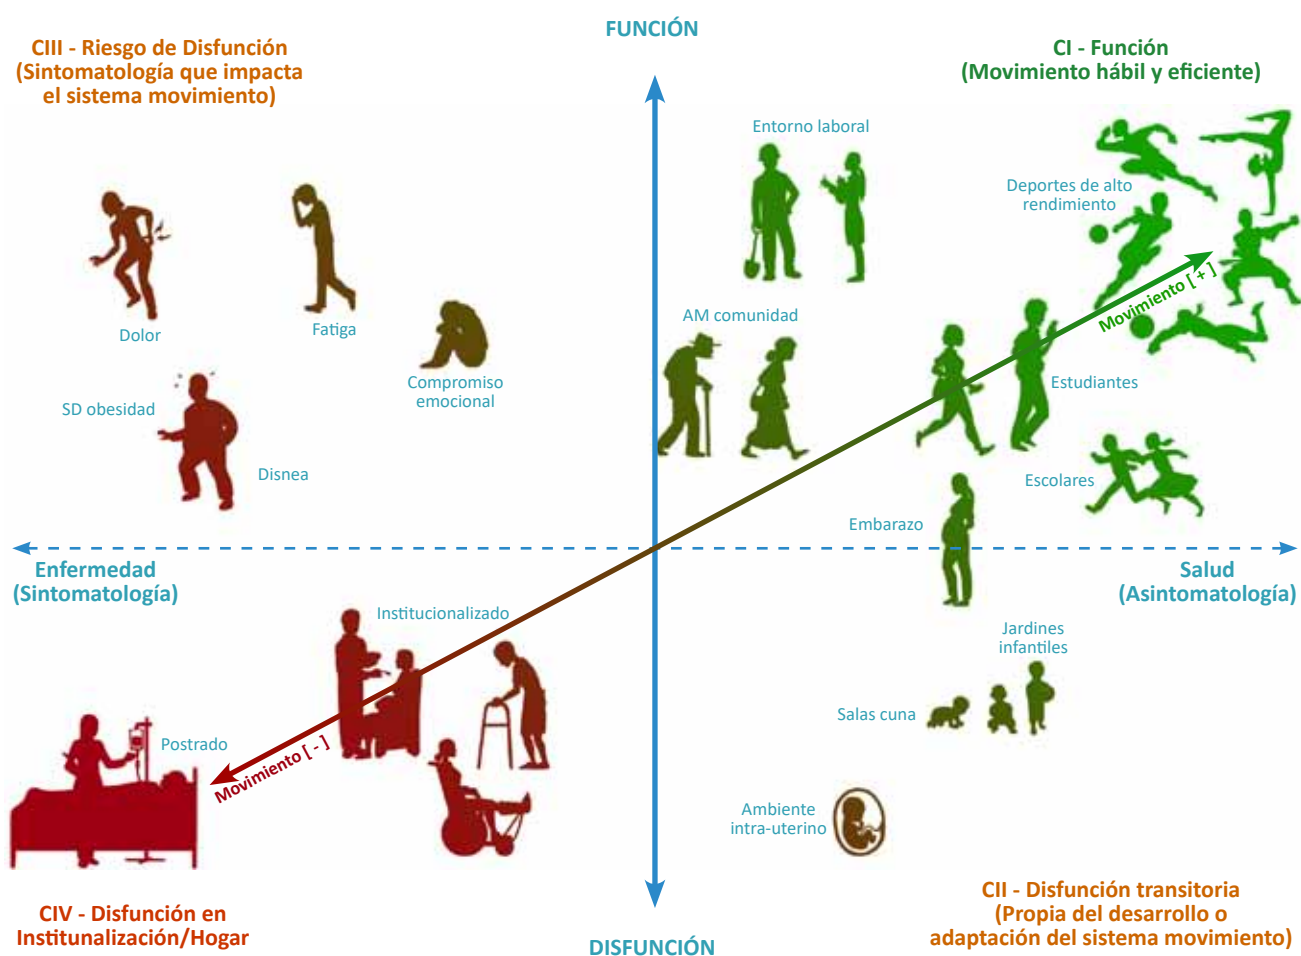 FUNCIÓN
CIII - Riesgo de Disfunción
(Sintomatología que impacta
el sistema movimiento)
CI - Función
(Movimiento hábil y eficiente)
Entorno laboral
Deportes de alto
rendimiento
Movimiento [ + ]
Dolor
Fatiga
AM comunidad
Compromiso
emocional
Estudiantes
SD obesidad
Disnea
Escolares
Embarazo
Enfermedad
(Sintomatología)
Salud
(Asintomatología)
Institucionalizado
Jardines
infantiles
Salas cuna
Postrado
Movimiento [ - ]
Ambiente
intra-uterino
CIV - Disfunción en
Institunalización/Hogar
CII - Disfunción transitoria
(Propia del desarrollo o
adaptación del sistema movimiento)
DISFUNCIÓN